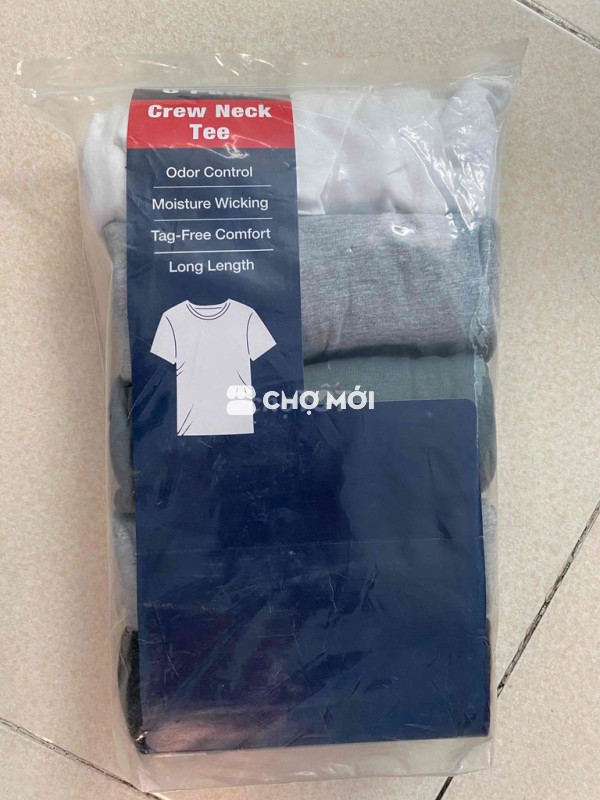 Crew Neck
Tee
Odor Control
Moisture Wicking
Tag-Free Comfort
Long Length
CHỢ MỚI